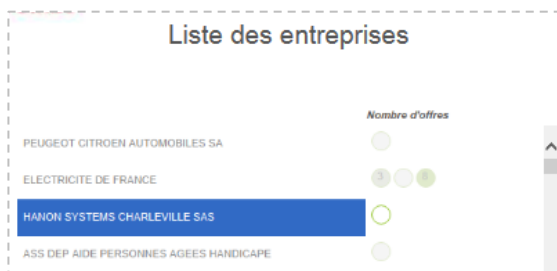 Liste des entreprises
Nombre d'offres
PEUGEOT CITROEN AUTOMOBILES SA
ELECTRICITE DE FRANCE 3 8
HANON SYSTEMS CHARLEVILLE SAS
ASS DEP AIDE PERSONNES AGEES HANDICAPE